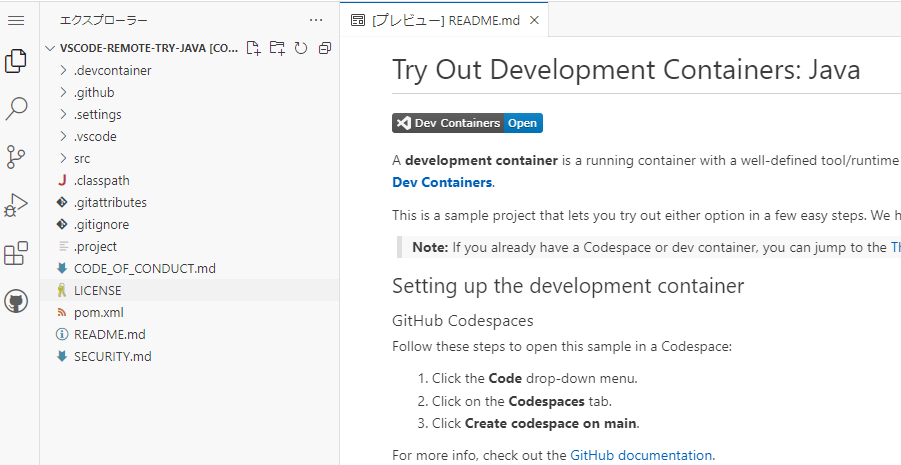 エクスプローラー
[プレビュー] README.md
VSCODE-REMOTE-TRY-JAVA [CO...
.devcontainer
.github
.settings
.vscode
src
.classpath
.gitattributes
.gitignore
.project
CODE_OF_CONDUCT.md
LICENSE
pom.xml
README.md
SECURITY.md
Try Out Development Containers: Java
Dev Containers Open
A development container is a running container with a well-defined tool/runtime
Dev Containers.
This is a sample project that lets you try out either option in a few easy steps. We h
Note: If you already have a Codespace or dev container, you can jump to the Th
Setting up the development container
GitHub Codespaces
Follow these steps to open this sample in a Codespace:
1. Click the Code drop-down menu.
2. Click on the Codespaces tab.
3. Click Create codespace on main.
For more info, check out the GitHub documentation.